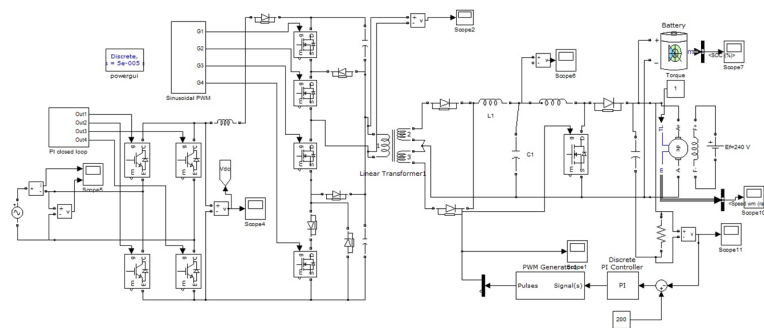 Discrete,
s = 5e-005
powergui
G1
G2
G3
G4
Sinusoidal PWM
Out1
Out2
Out3
Out4
PI closed loop
Scope5
Vdc
Scope4
Scope2
Linear Transformer1
Scope6
L1
C1
Battery
Torque
<SOC (%)>
Scope7
1
Ef=240 V
Scope10
Scope11
Scope1
PWM Generator
Pulses
Signal(s)
Discrete
PI Controller
PI
200